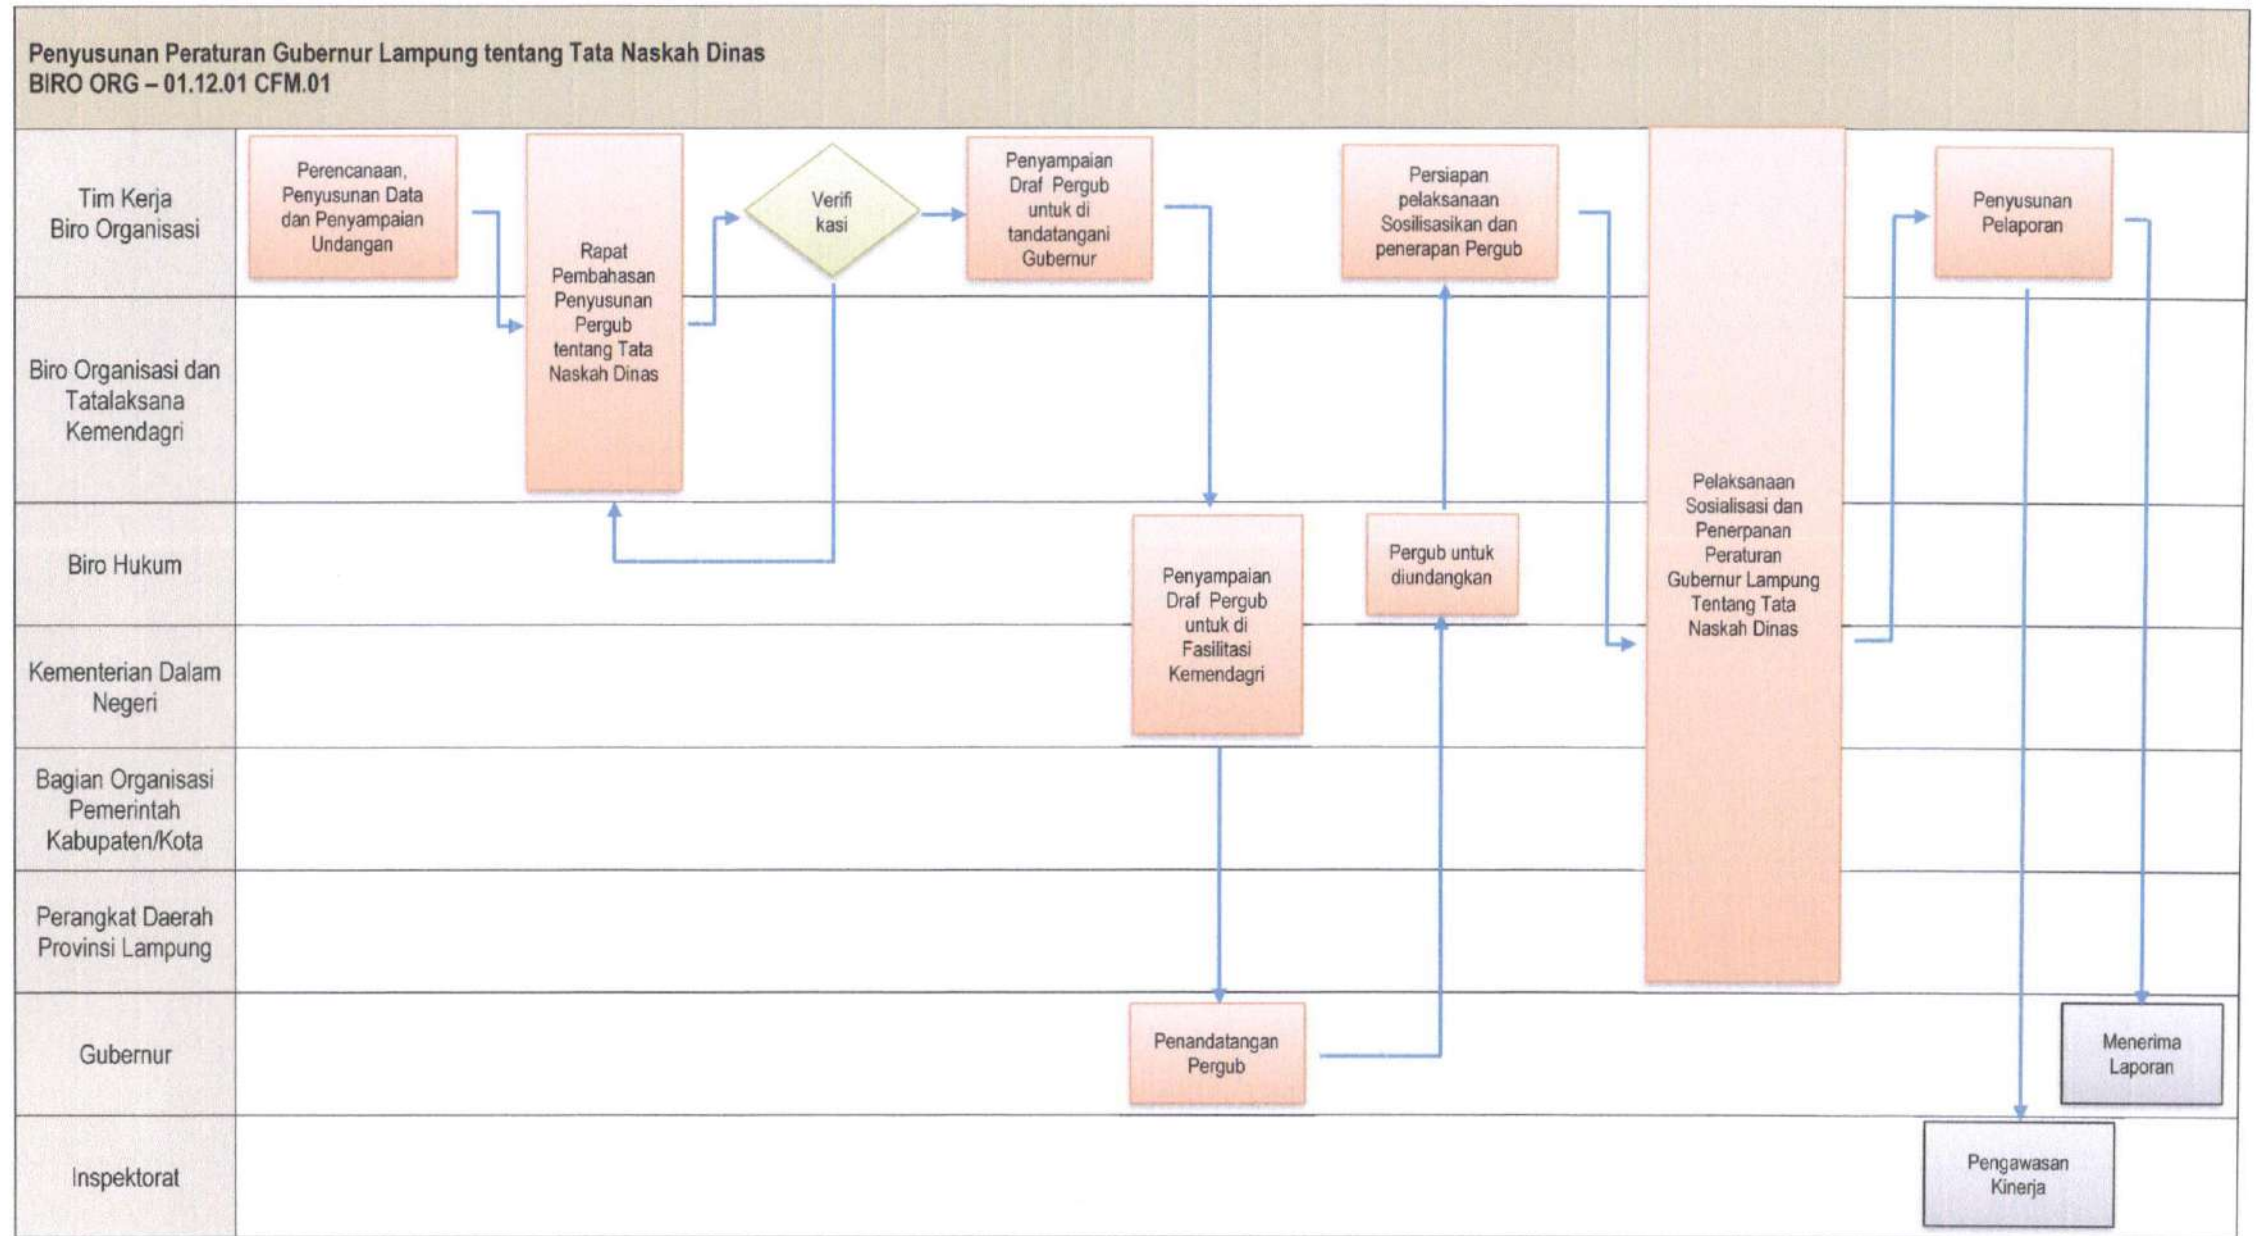 Penyusunan Peraturan Gubernur Lampung tentang Tata Naskah Dinas
BIRO ORG – 01.12.01 CFM.01
Tim Kerja
Biro Organisasi
Perencanaan,
Penyusunan Data
dan Penyampaian
Undangan
Rapat
Pembahasan
Penyusunan
Pergub
tentang Tata
Naskah Dinas
Verifi
kasi
Penyampaian
Draf Pergub
untuk di
tandatangani
Gubernur
Persiapan
pelaksanaan
Sosilisasikan dan
penerapan Pergub
Pelaksanaan
Sosialisasi dan
Penerpanan
Peraturan
Gubernur Lampung
Tentang Tata
Naskah Dinas
Penyusunan
Pelaporan
Biro Organisasi dan
Tatalaksana
Kemendagri
Biro Hukum
Penyampaian
Draf Pergub
untuk di
Fasilitasi
Kemendagri
Pergub untuk
diundangkan
Kementerian Dalam
Negeri
Bagian Organisasi
Pemerintah
Kabupaten/Kota
Perangkat Daerah
Provinsi Lampung
Gubernur
Penandatangan
Pergub
Menerima
Laporan
Inspektorat
Pengawasan
Kinerja